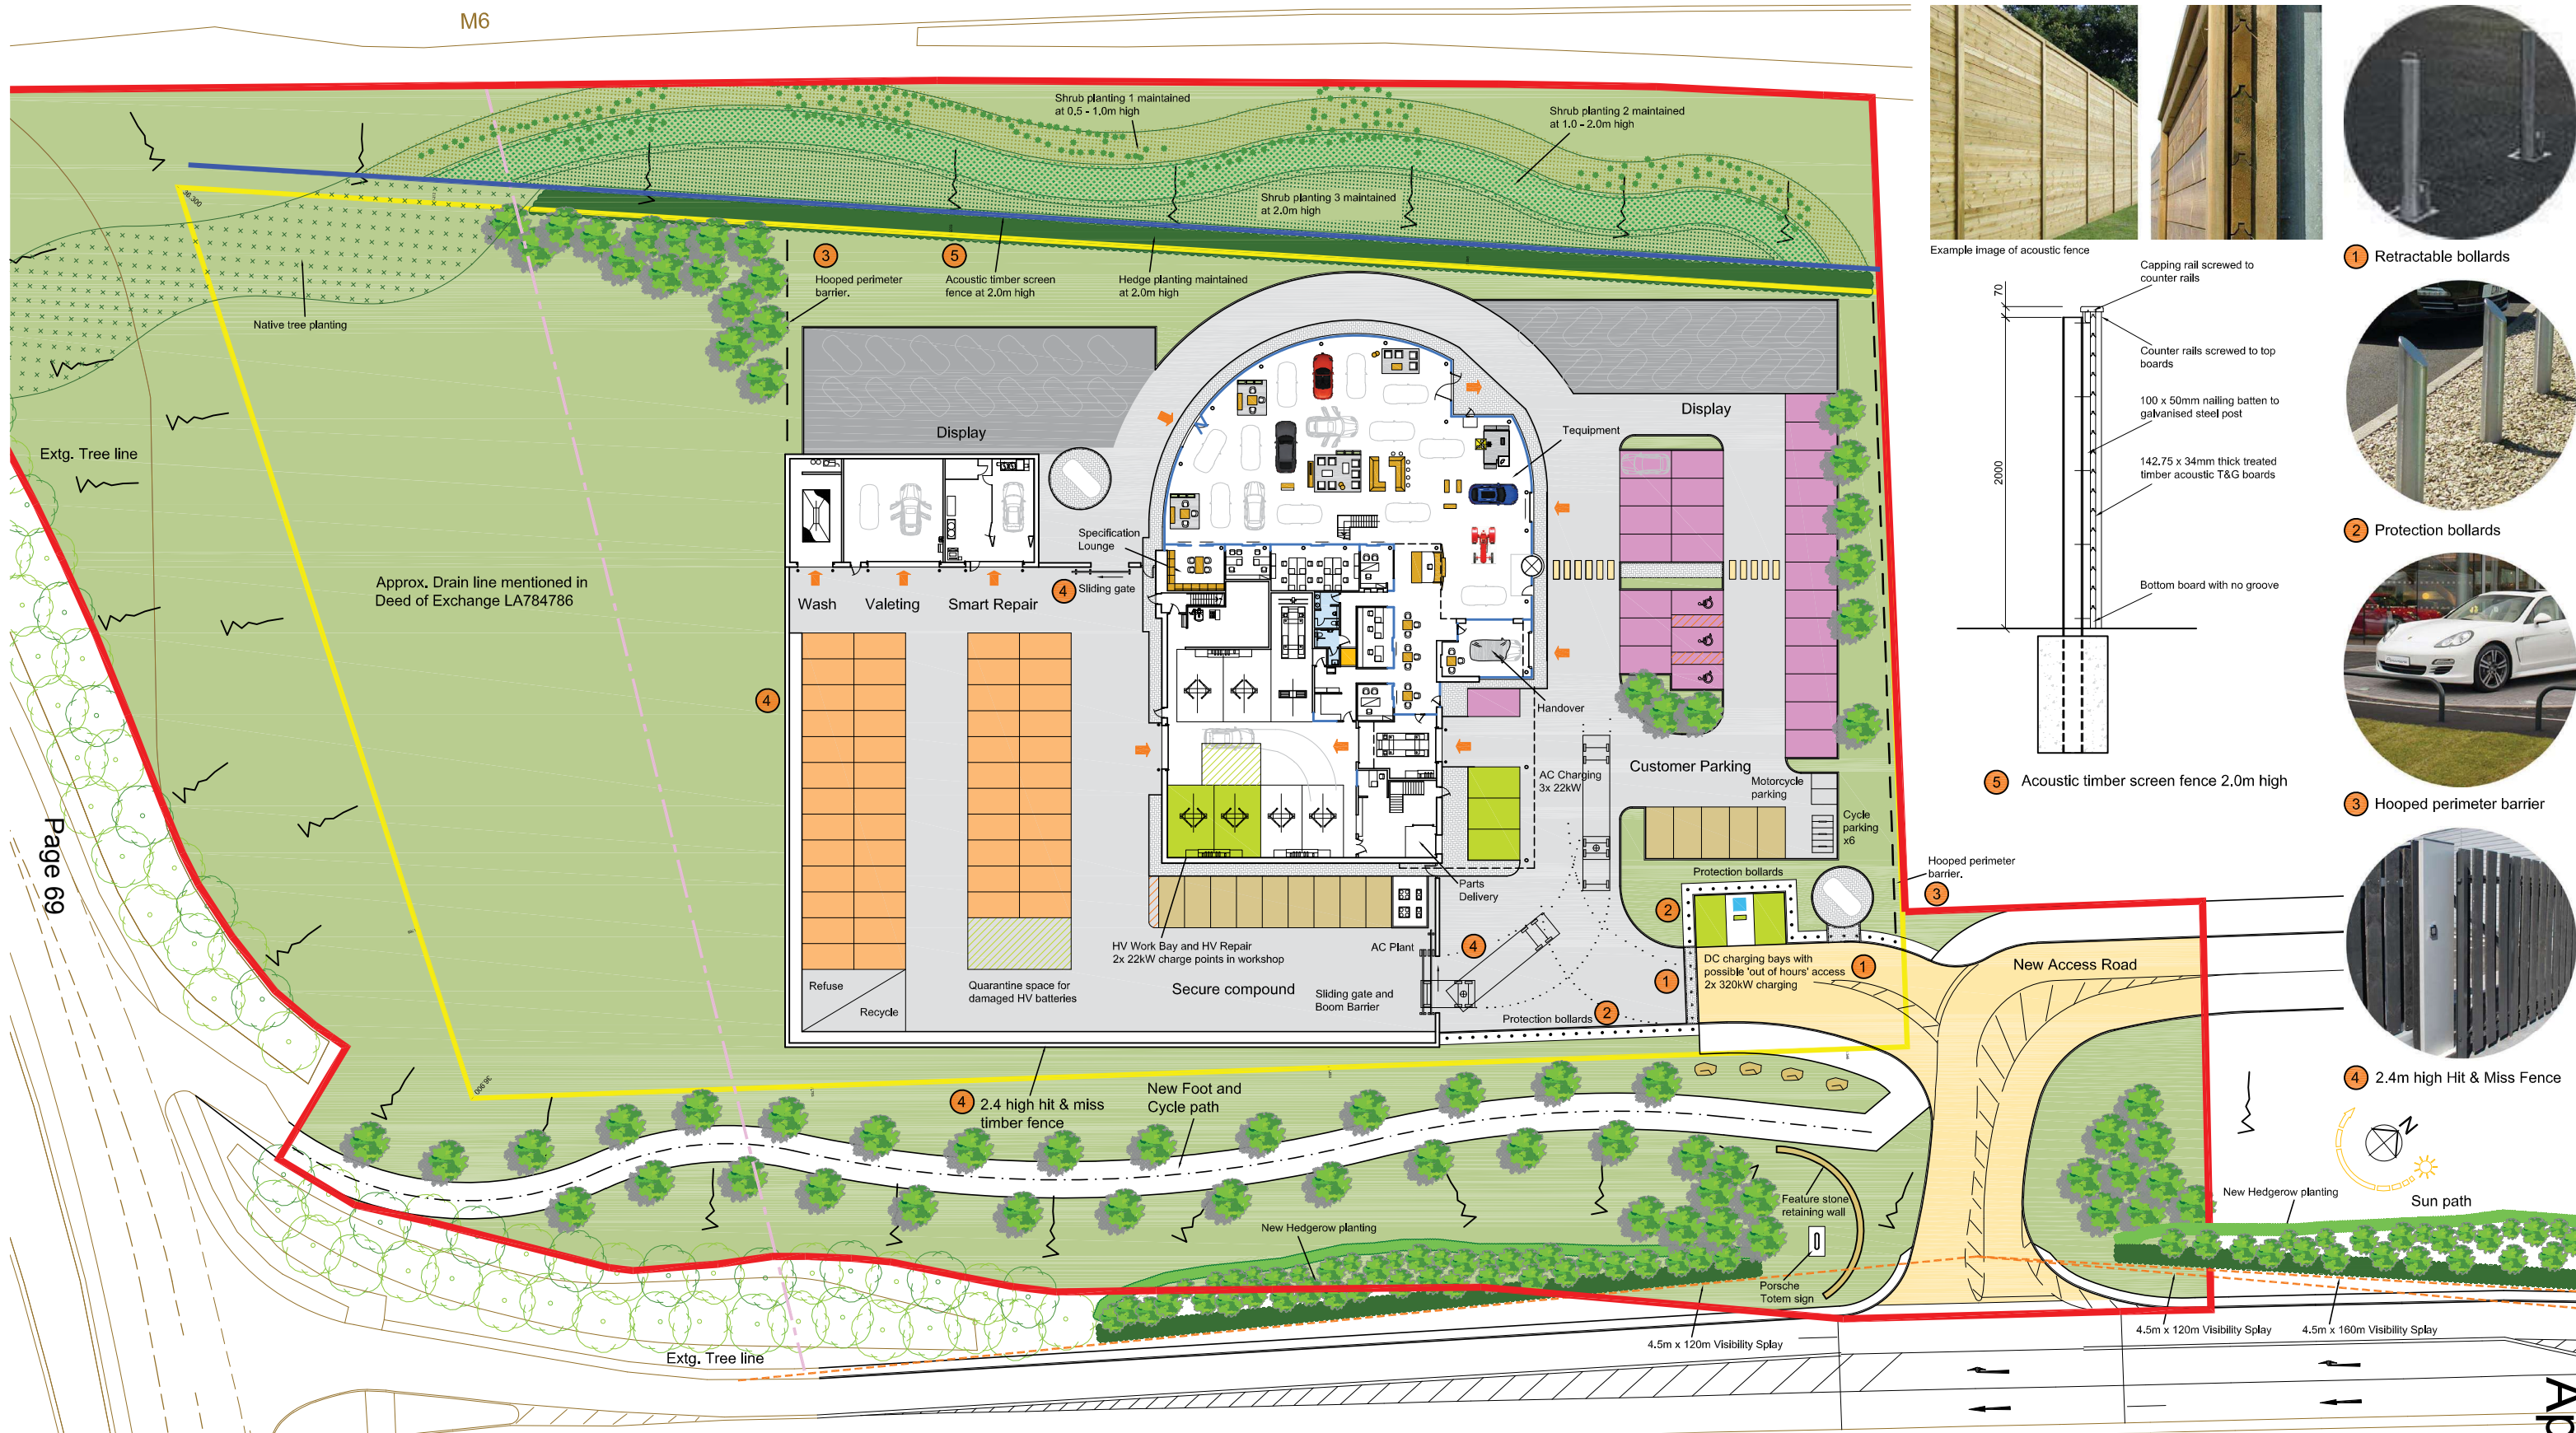 M6
Shrub planting 1 maintained
at 0.5 - 1.0m high
Shrub planting 2 maintained
at 1.0 - 2.0m high
Shrub planting 3 maintained
at 2.0m high
3
Hooped perimeter
barrier.
5
Acoustic timber screen
fence at 2.0m high
Hedge planting maintained
at 2.0m high
36.300
Native tree planting
Extg. Tree line
Approx. Drain line mentioned in
Deed of Exchange LA784786
Display
Display
Tequipment
Specification
Lounge
4
Sliding gate
Wash
Valeting
Smart Repair
4
Handover
AC Charging
3x 22kW
Customer Parking
Motorcycle
parking
Cycle
parking
x6
Hooped perimeter
barrier.
3
Protection bollards
2
Parts
Delivery
HV Work Bay and HV Repair
2x 22kW charge points in workshop
AC Plant
4
DC charging bays with
possible 'out of hours' access
2x 320kW charging
1
1
New Access Road
Refuse
Recycle
Quarantine space for
damaged HV batteries
Secure compound
Sliding gate and
Boom Barrier
Protection bollards
2
36.900
4
2.4 high hit & miss
timber fence
New Foot and
Cycle path
New Hedgerow planting
Feature stone
retaining wall
Porsche
Totem sign
New Hedgerow planting
4.5m x 120m Visibility Splay
4.5m x 120m Visibility Splay
4.5m x 160m Visibility Splay
Extg. Tree line
Page 69
Example image of acoustic fence
Capping rail screwed to
counter rails
70
Counter rails screwed to top
boards
100 x 50mm nailing batten to
galvanised steel post
2000
142.75 x 34mm thick treated
timber acoustic T&G boards
Bottom board with no groove
5
Acoustic timber screen fence 2.0m high
1
Retractable bollards
2
Protection bollards
3
Hooped perimeter barrier
4
2.4m high Hit & Miss Fence
N
Sun path
Ap